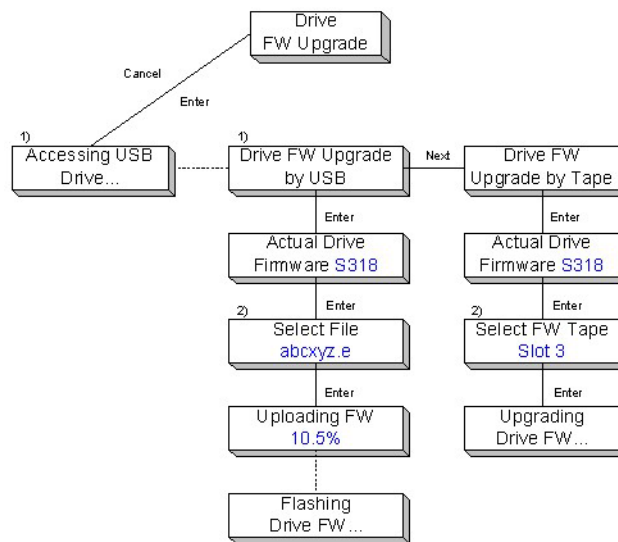 Drive
FW Upgrade
Cancel
Enter
1)
Accessing USB
Drive...
1)
Drive FW Upgrade
by USB
Next
Drive FW
Upgrade by Tape
Enter
Enter
Actual Drive
Firmware S318
Actual Drive
Firmware S318
Enter
Enter
2)
Select File
abcxyz.e
2)
Select FW Tape
Slot 3
Enter
Enter
Uploading FW
10.5%
Upgrading
Drive FW...
Flashing
Drive FW...